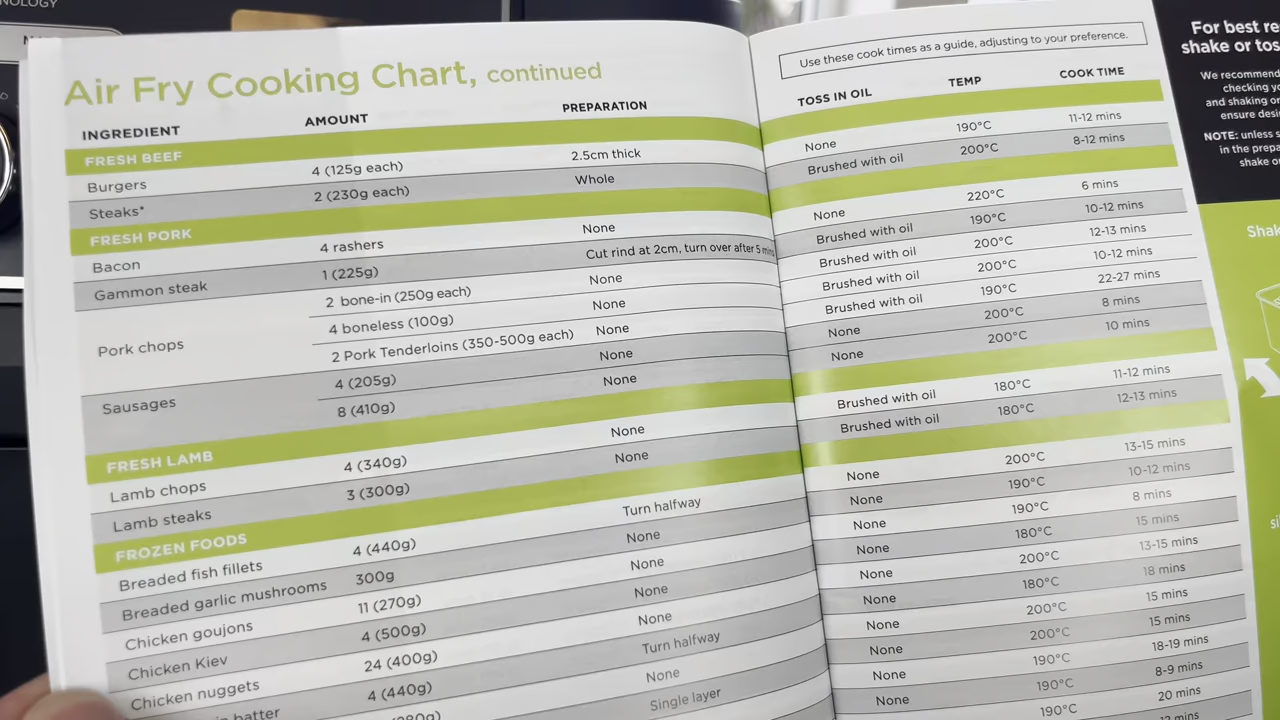 NOLOGY
Air Fry Cooking Chart, continued
INGREDIENT AMOUNT PREPARATION
FRESH BEEF
Burgers 4 (125g each) 2.5cm thick
Steaks* 2 (230g each) Whole
FRESH PORK
Bacon 4 rashers None
Gammon steak 1 (225g) Cut rind at 2cm, turn over after 5 mins
Pork chops
2 bone-in (250g each) None
4 boneless (100g) None
2 Pork Tenderloins (350-500g each) None
Sausages
4 (205g) None
8 (410g) None
FRESH LAMB
Lamb chops 4 (340g) None
Lamb steaks 3 (300g) None
FROZEN FOODS
Breaded fish fillets 4 (440g) Turn halfway
Breaded garlic mushrooms 300g None
Chicken goujons 11 (270g) None
Chicken Kiev 4 (500g) None
Chicken nuggets 24 (400g) None
in batter 4 (440g) Turn halfway
None
Single layer
Use these cook times as a guide, adjusting to your preference.
TOSS IN OIL TEMP COOK TIME
None 190°C 11-12 mins
Brushed with oil 200°C 8-12 mins
None 220°C 6 mins
Brushed with oil 190°C 10-12 mins
Brushed with oil 200°C 12-13 mins
Brushed with oil 200°C 10-12 mins
Brushed with oil 190°C 22-27 mins
None 200°C 8 mins
None 200°C 10 mins
Brushed with oil 180°C 11-12 mins
Brushed with oil 180°C 12-13 mins
None 200°C 13-15 mins
None 190°C 10-12 mins
None 190°C 8 mins
None 180°C 15 mins
None 200°C 13-15 mins
None 180°C 18 mins
None 200°C 15 mins
None 200°C 15 mins
None 190°C 18-19 mins
None 190°C 8-9 mins
190°C 20 mins
mins
For best re
shake or tos
We recommend
checking yo
and shaking or
ensure desi
NOTE: unless s
in the prepa
shake o
Shak
si